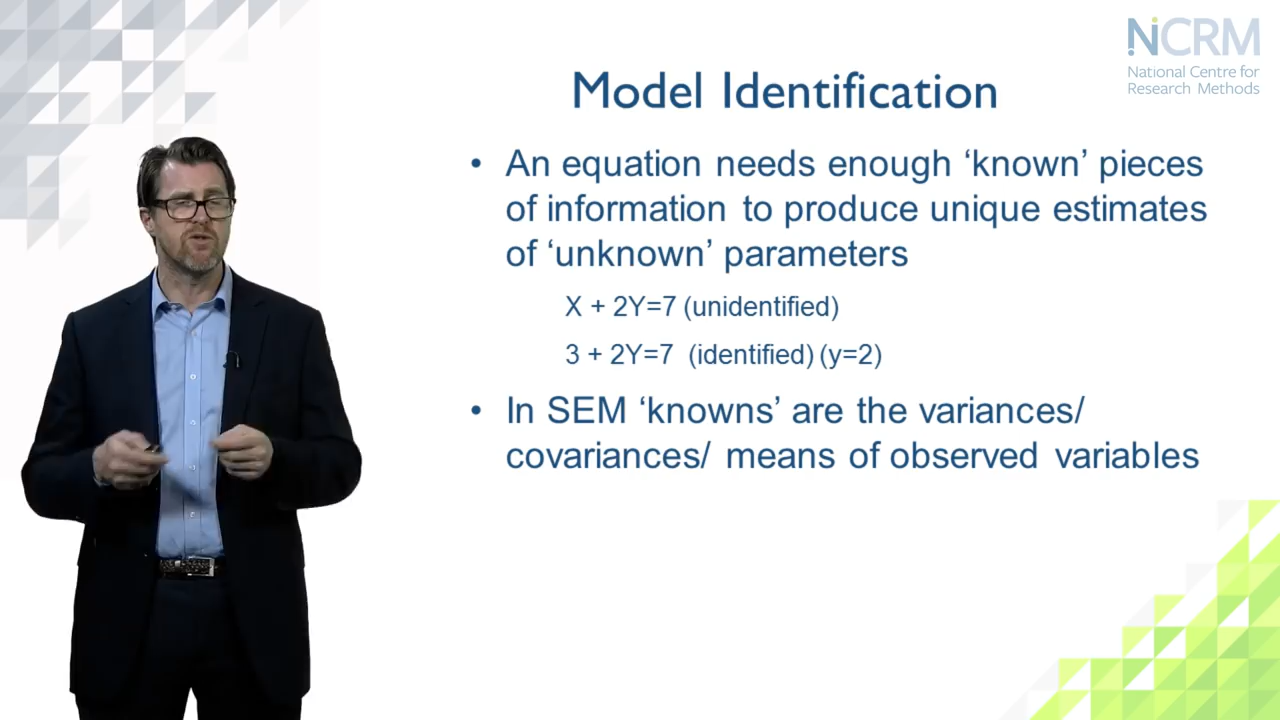 NCRM
National Centre for
Research Methods
Model Identification
• An equation needs enough ‘known’ pieces
of information to produce unique estimates
of ‘unknown’ parameters
X + 2Y=7 (unidentified)
3 + 2Y=7 (identified) (y=2)
• In SEM ‘knowns’ are the variances/
covariances/ means of observed variables